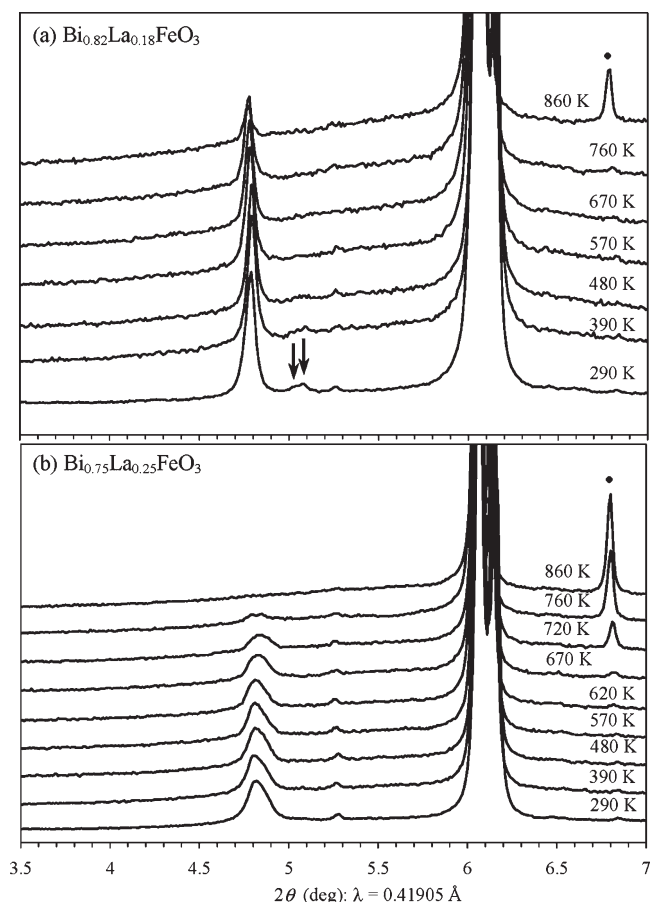 (a) Bi0.82La0.18FeO3
860 K
760 K
670 K
570 K
480 K
390 K
290 K
(b) Bi0.75La0.25FeO3
860 K
760 K
720 K
670 K
620 K
570 K
480 K
390 K
290 K
3.5 4 4.5 5 5.5 6 6.5 7
2θ (deg): λ = 0.41905 Å